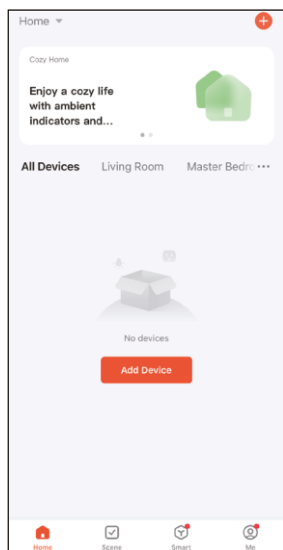 Home
Cozy Home
Enjoy a cozy life
with ambient
indicators and...
All Devices Living Room Master Bedro
No devices
Add Device
Home Scene Smart Me